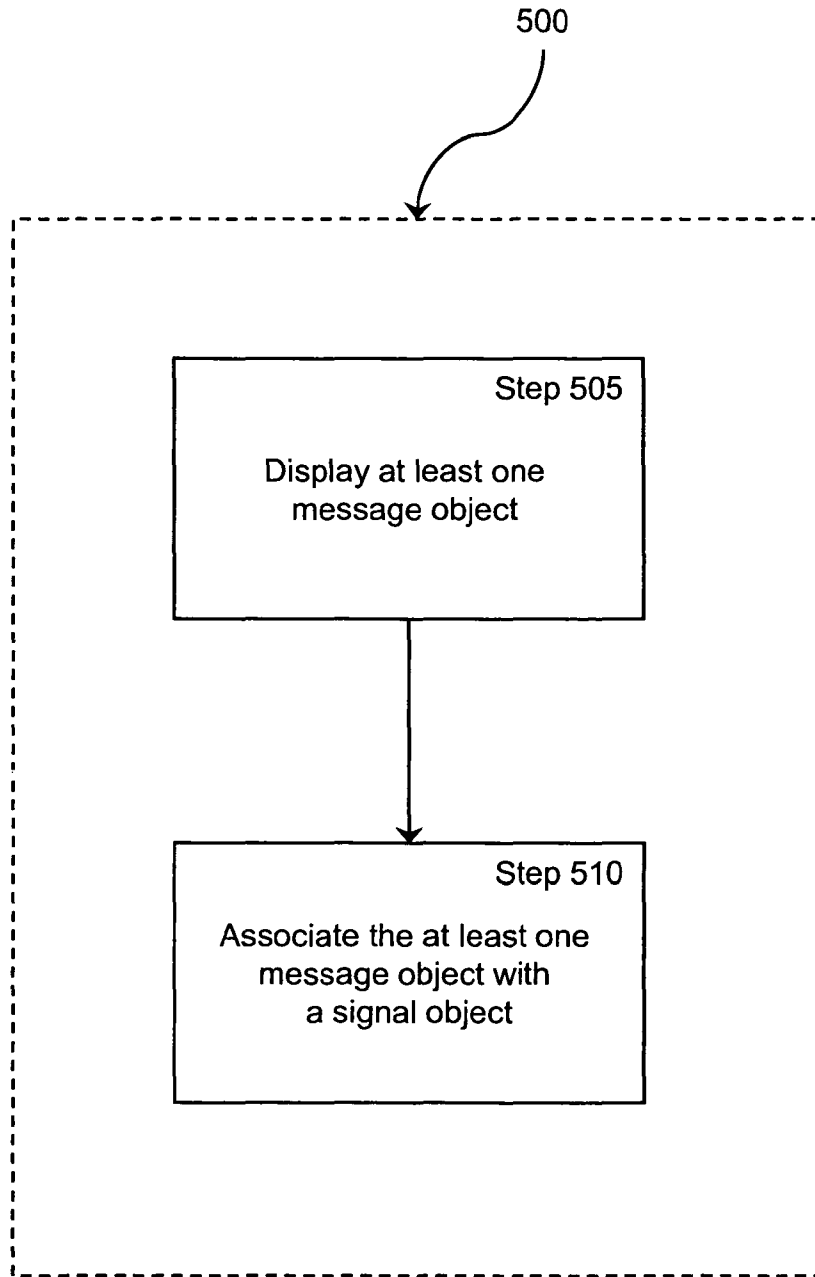 500
Step 505
Display at least one
message object
Step 510
Associate the at least one
message object with
a signal object